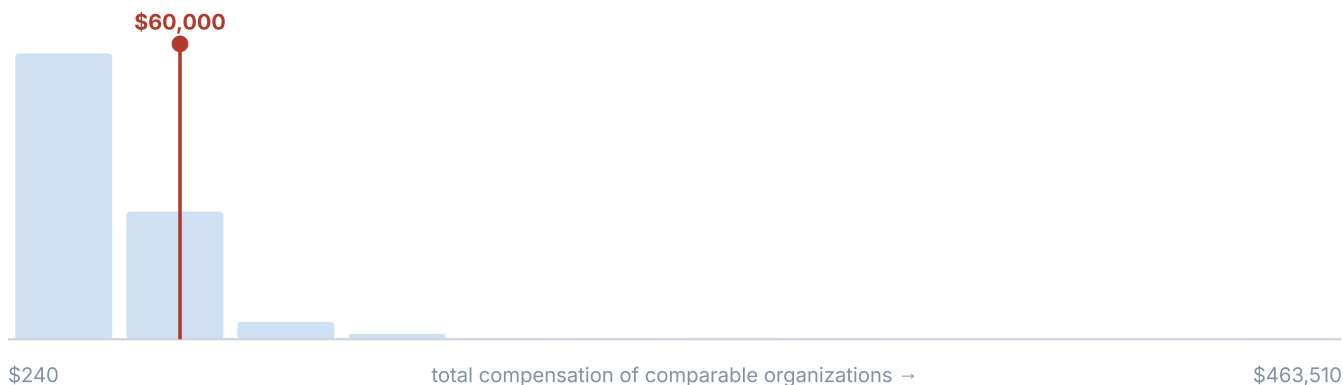 $60,000
$240 total compensation of comparable organizations → $463,510